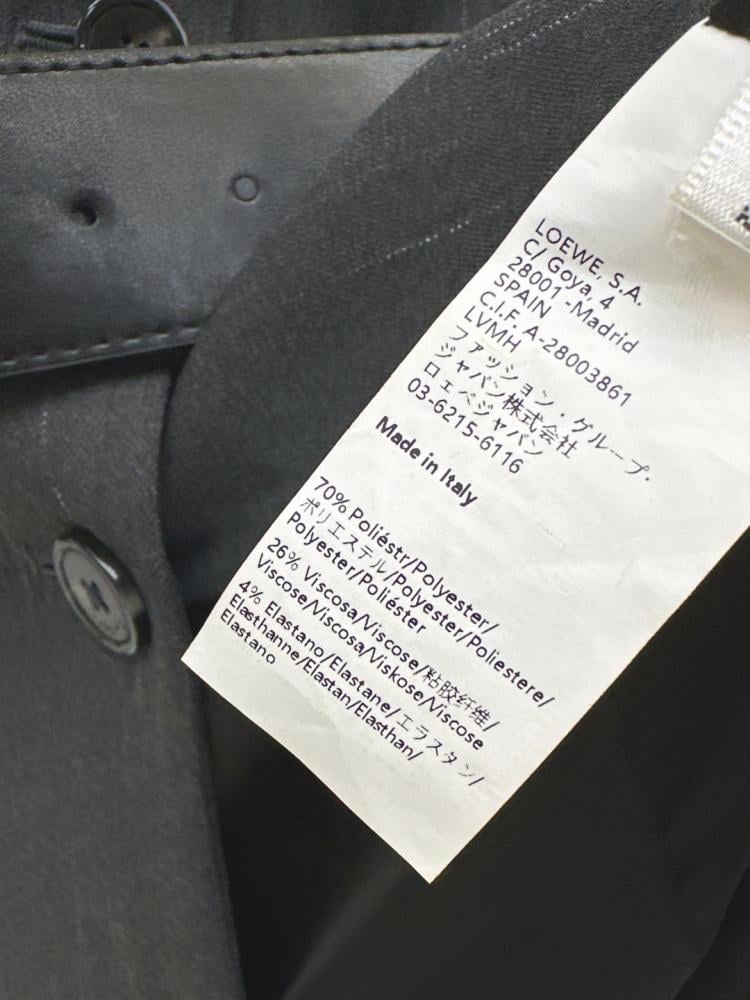 LOEWE, S.A.
C/ Goya, 4
28001 -Madrid
SPAIN
C.I.F. A-28003861
LVMH
ファッション・グループ・
ジャパン株式会社
ロエベジャパン
03-6215-6116
Made in Italy
70% Poliéstr/Polyester/
ポリエステル/Polyester/Poliestere/
Polyester/Poliéster
26% Viscosa/Viscose/粘胶纤维/
Viscose/Viscosa/Viskose/Viscose
4% Elastano/Elastane/エラスタン/
Elasthanne/Elastan/Elasthan/
Elastano